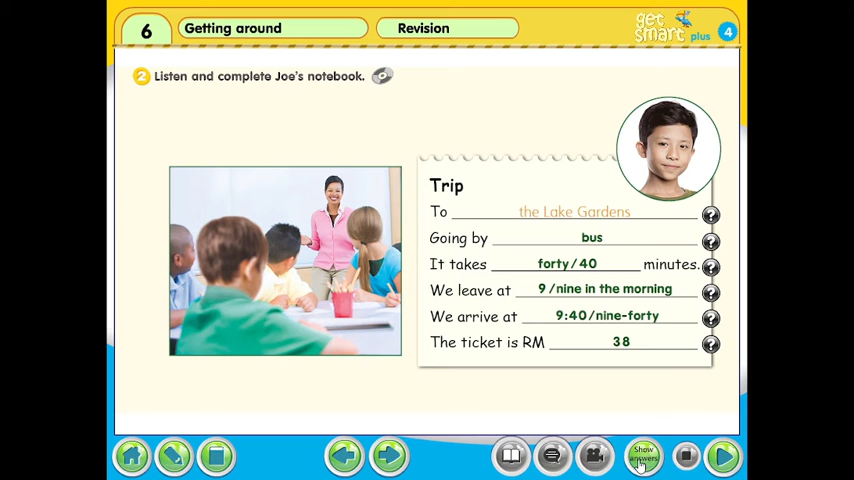 6
Getting around
Revision
get
smart plus 4
2 Listen and complete Joe's notebook.
Trip
To the Lake Gardens ?
Going by bus ?
It takes forty/40 minutes. ?
We leave at 9/nine in the morning ?
We arrive at 9:40/nine-forty ?
The ticket is RM 38 ?
Show
answers